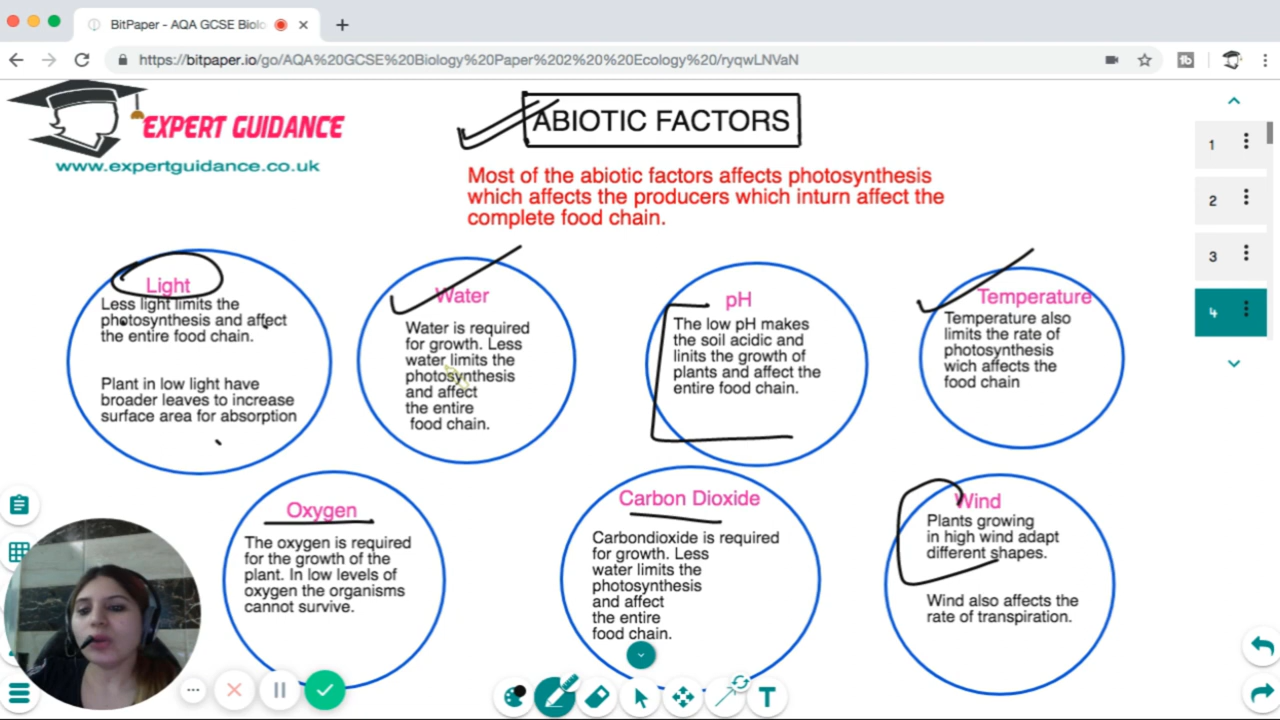 BitPaper - AQA GCSE Biolo
https://bitpaper.io/go/AQA%20GCSE%20Biology%20Paper%202%20%20Ecology%20/ryqwLNVaN
EXPERT GUIDANCE
www.expertguidance.co.uk
ABIOTIC FACTORS
Most of the abiotic factors affects photosynthesis
which affects the producers which inturn affect the
complete food chain.
1
2
3
4
Light
Less light limits the
photosynthesis and affect
the entire food chain.
Plant in low light have
broader leaves to increase
surface area for absorption
Water
Water is required
for growth. Less
water limits the
photosynthesis
and affect
the entire
food chain.
pH
The low pH makes
the soil acidic and
linits the growth of
plants and affect the
entire food chain.
Temperature
Temperature also
limits the rate of
photosynthesis
wich affects the
food chain
Oxygen
The oxygen is required
for the growth of the
plant. In low levels of
oxygen the organisms
cannot survive.
Carbon Dioxide
Carbondioxide is required
for growth. Less
water limits the
photosynthesis
and affect
the entire
food chain.
Wind
Plants growing
in high wind adapt
different shapes.
Wind also affects the
rate of transpiration.
T